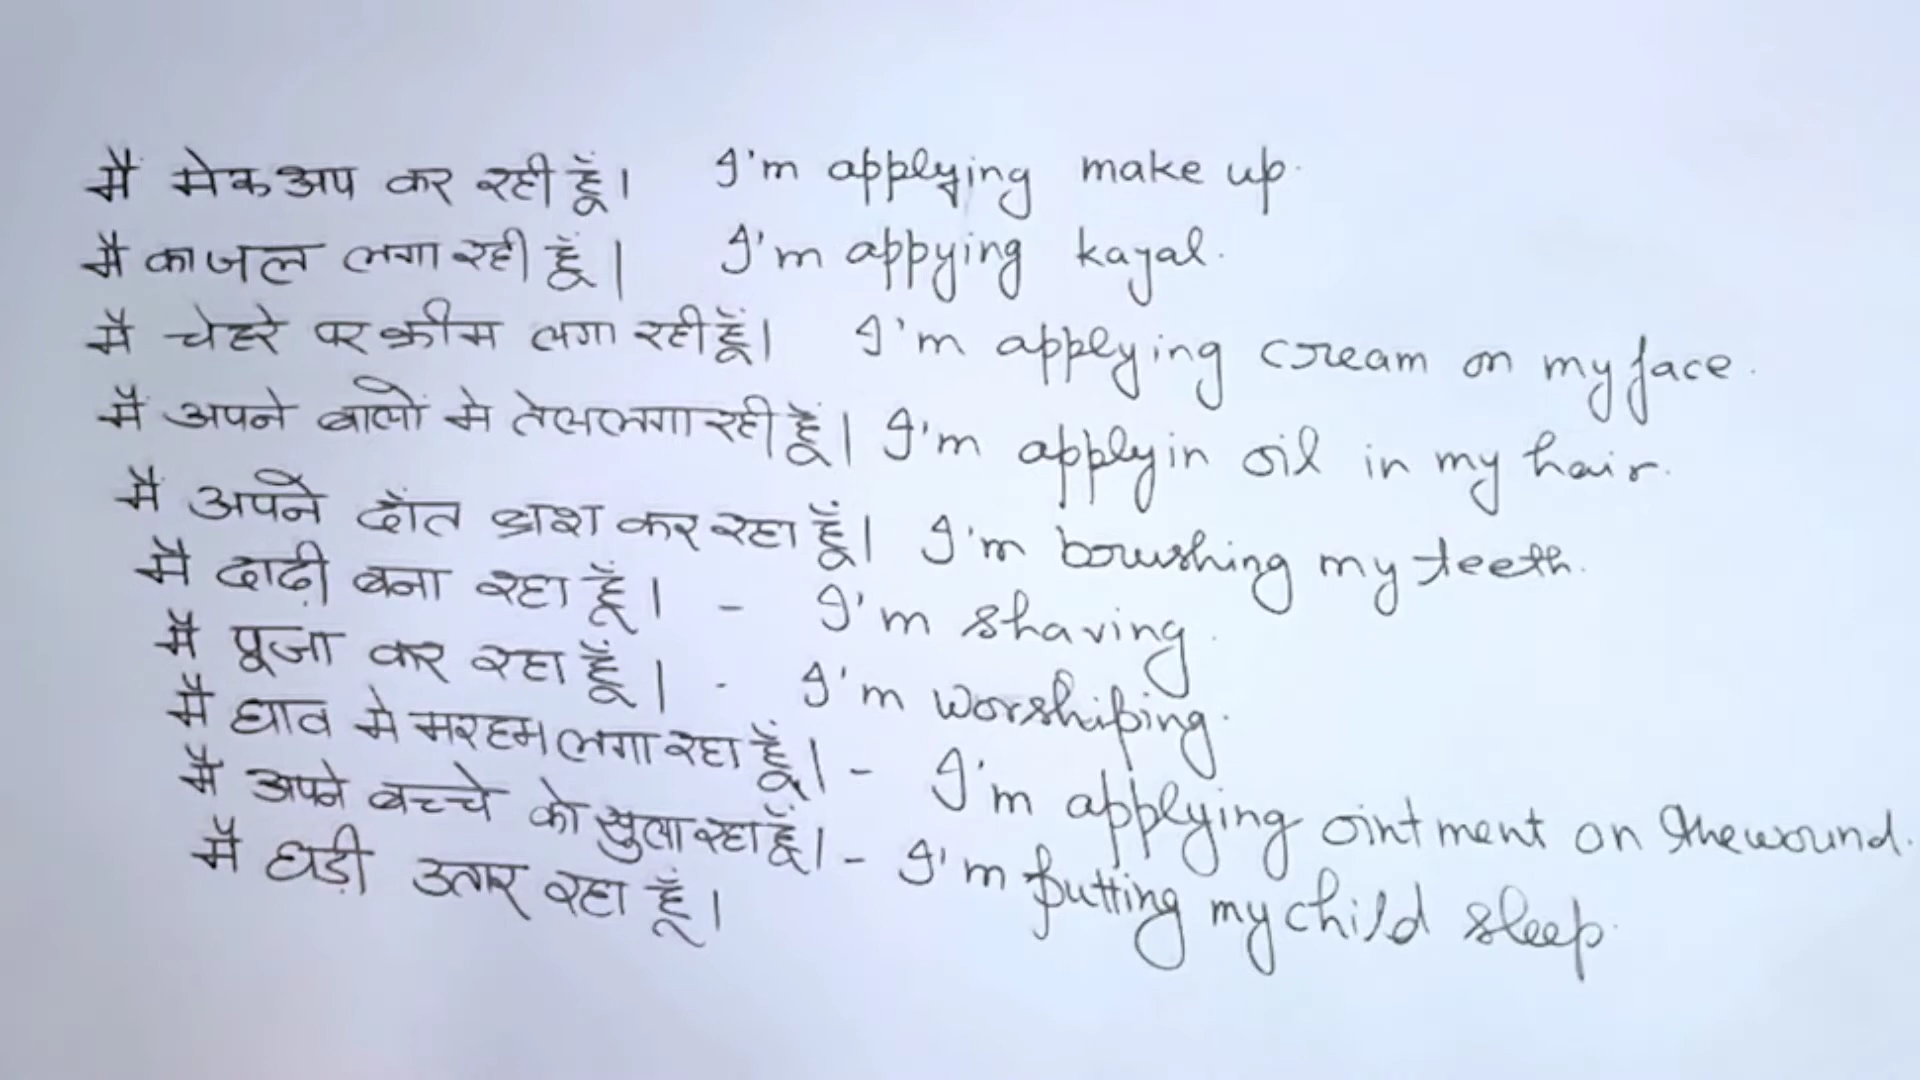 मैं मेकअप कर रही हूँ। I'm applying make up.
मैं काजल लगा रही हूँ। I'm appying kajal.
मैं चेहरे पर क्रीम लगा रही हूँ। I'm applying cream on my face.
मैं अपने बालों मे तेल लगा रही हूँ। I'm applyin oil in my hair.
मैं अपने दाँत ब्रश कर रहा हूँ। I'm brushing my teeth.
मैं दाढ़ी बना रहा हूँ। - I'm shaving.
मैं पूजा कर रहा हूँ। - I'm worshiping.
मैं घाव मे मरहम लगा रहा हूँ। - I'm applying ointment on the wound.
मैं अपने बच्चे को सुला रहा हूँ। - I'm putting my child sleep.
मैं घड़ी उतार रहा हूँ।